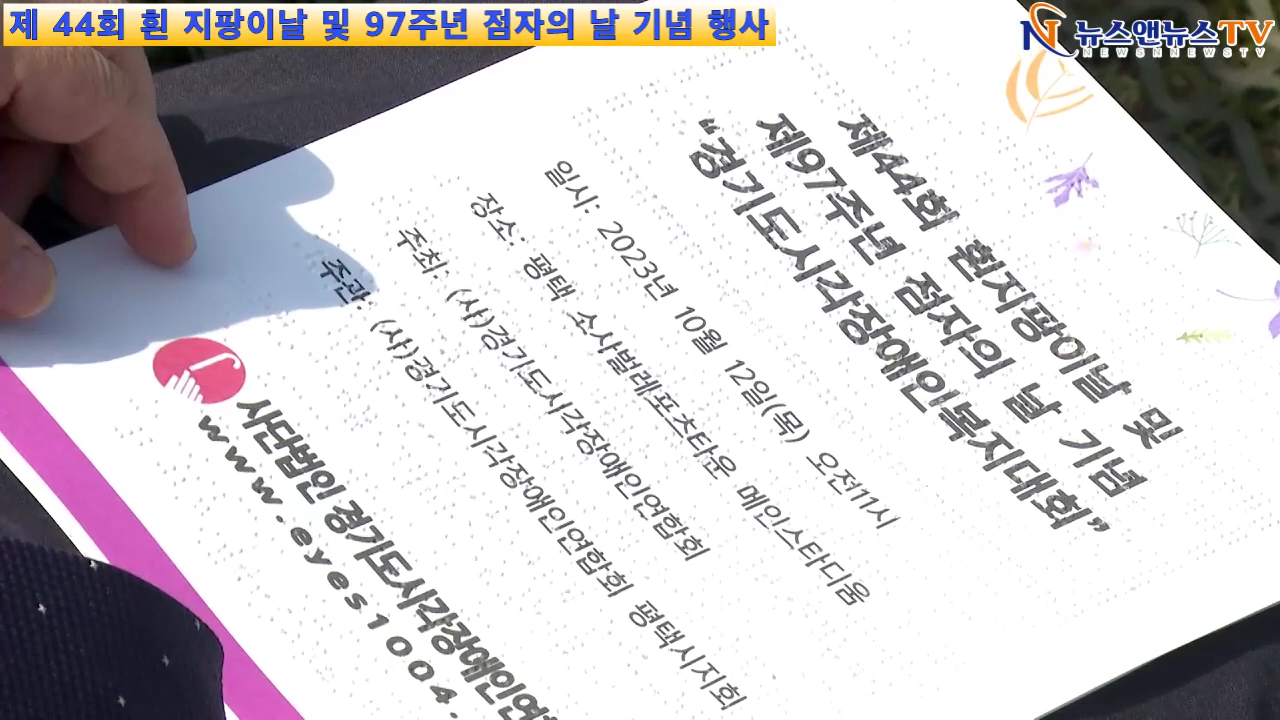 제 44회 흰 지팡이날 및 97주년 점자의 날 기념 행사
뉴스앤뉴스TV
NEWSNNEWSTV
제44회 흰지팡이날 및
제97주년 점자의 날 기념
“경기도시각장애인복지대회”
일시: 2023년 10월 12일(목) 오전11시
장소: 평택 소사벌레포츠타운 메인스타디움
주최: (사)경기도시각장애인연합회
주관: (사)경기도시각장애인연합회 평택시지회
사단법인 경기도시각장애인연
www.eyes1004.